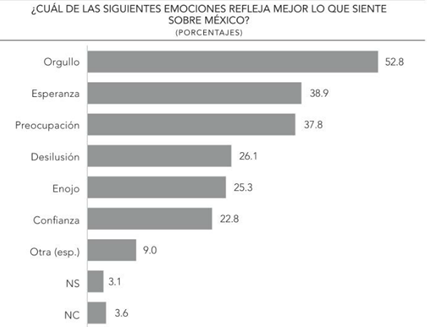 ¿CUÁL DE LAS SIGUIENTES EMOCIONES REFLEJA MEJOR LO QUE SIENTE
SOBRE MÉXICO?
(PORCENTAJES)
Orgullo 52.8
Esperanza 38.9
Preocupación 37.8
Desilusión 26.1
Enojo 25.3
Confianza 22.8
Otra (esp.) 9.0
NS 3.1
NC 3.6